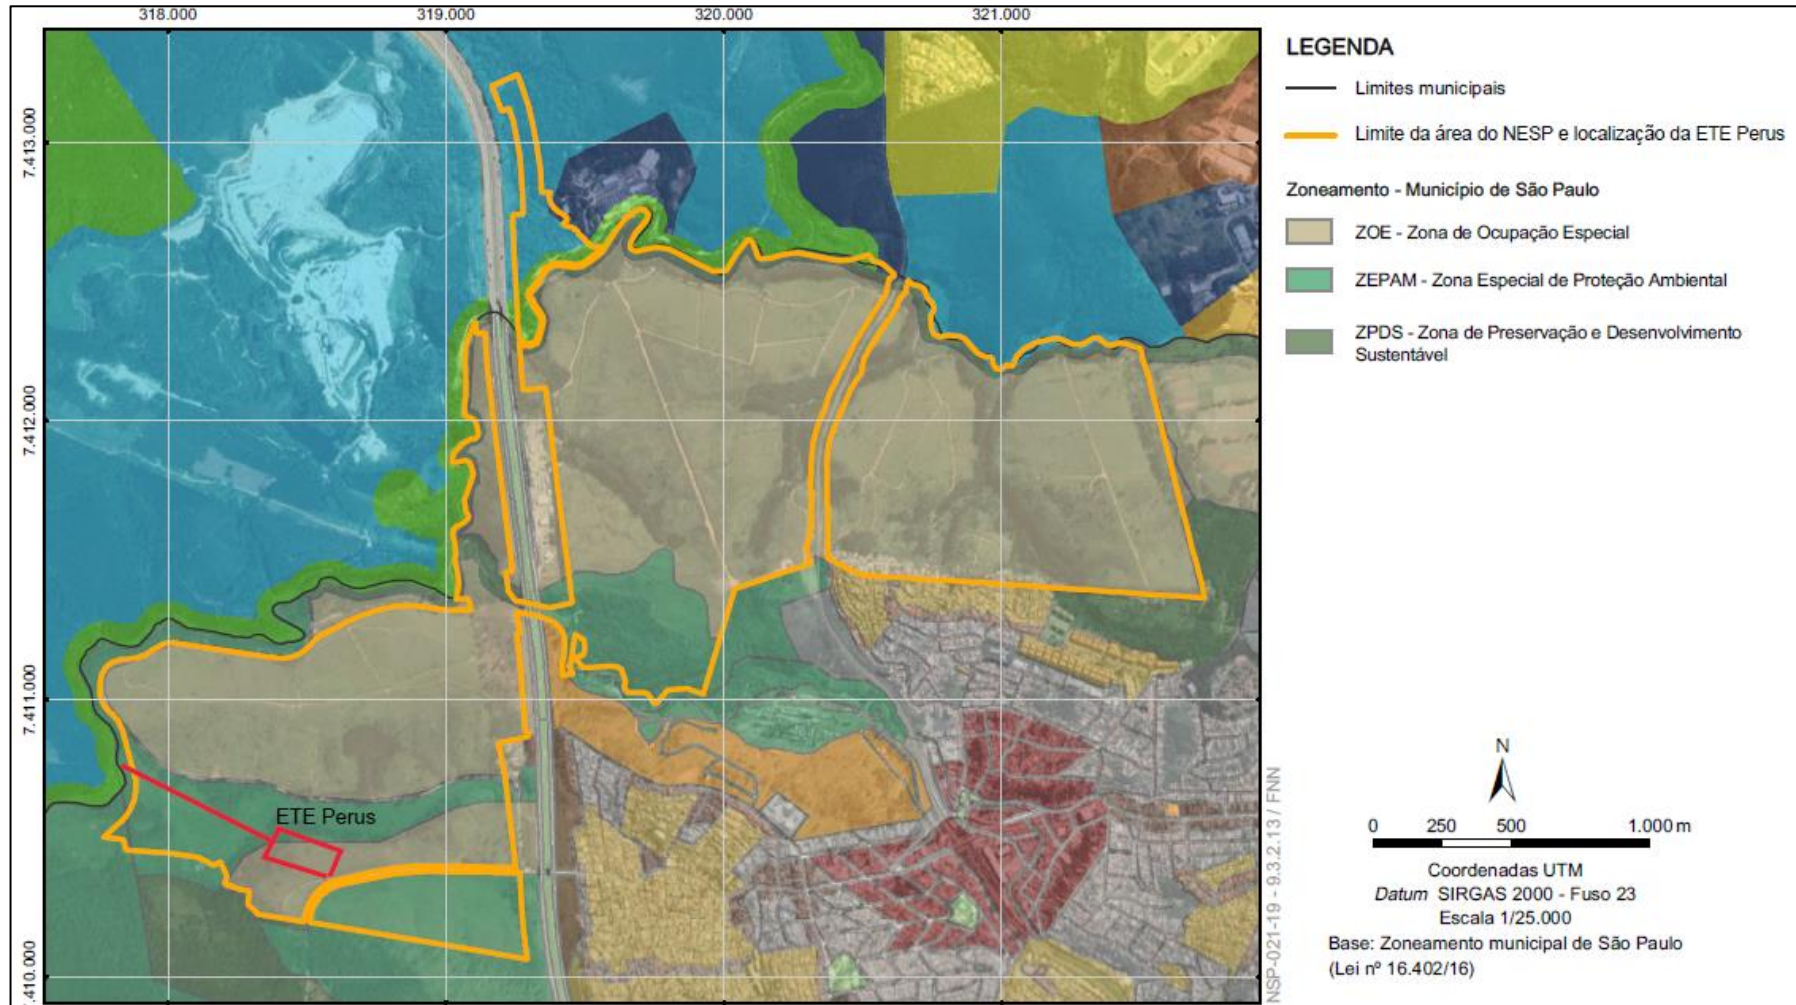 318.000
319.000
320.000
321.000
7.413.000
7.412.000
7.411.000
7.410.000
ETE Perus
LEGENDA
Limites municipais
Limite da área do NESP e localização da ETE Perus
Zoneamento - Município de São Paulo
ZOE - Zona de Ocupação Especial
ZEPAM - Zona Especial de Proteção Ambiental
ZPDS - Zona de Preservação e Desenvolvimento
Sustentável
NSP-021-19 - 9.3.2.13 / FNN
N
0 250 500 1.000 m
Coordenadas UTM
Datum SIRGAS 2000 - Fuso 23
Escala 1/25.000
Base: Zoneamento municipal de São Paulo
(Lei nº 16.402/16)